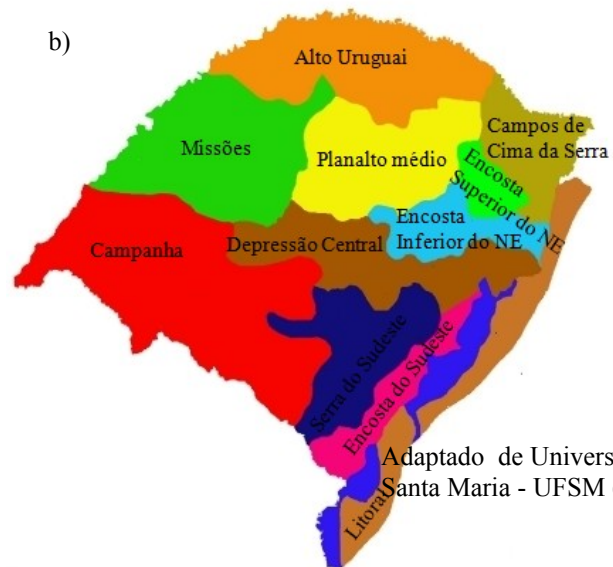 b)
Alto Uruguai
Campos de
Cima da Serra
Missões
Planalto médio
Encosta
Superior do NE
Encosta
Inferior do NE
Campanha
Depressão Central
Serra do Sudeste
Encosta do Sudeste
Litoral
Adaptado de Univers
Santa Maria - UFSM (